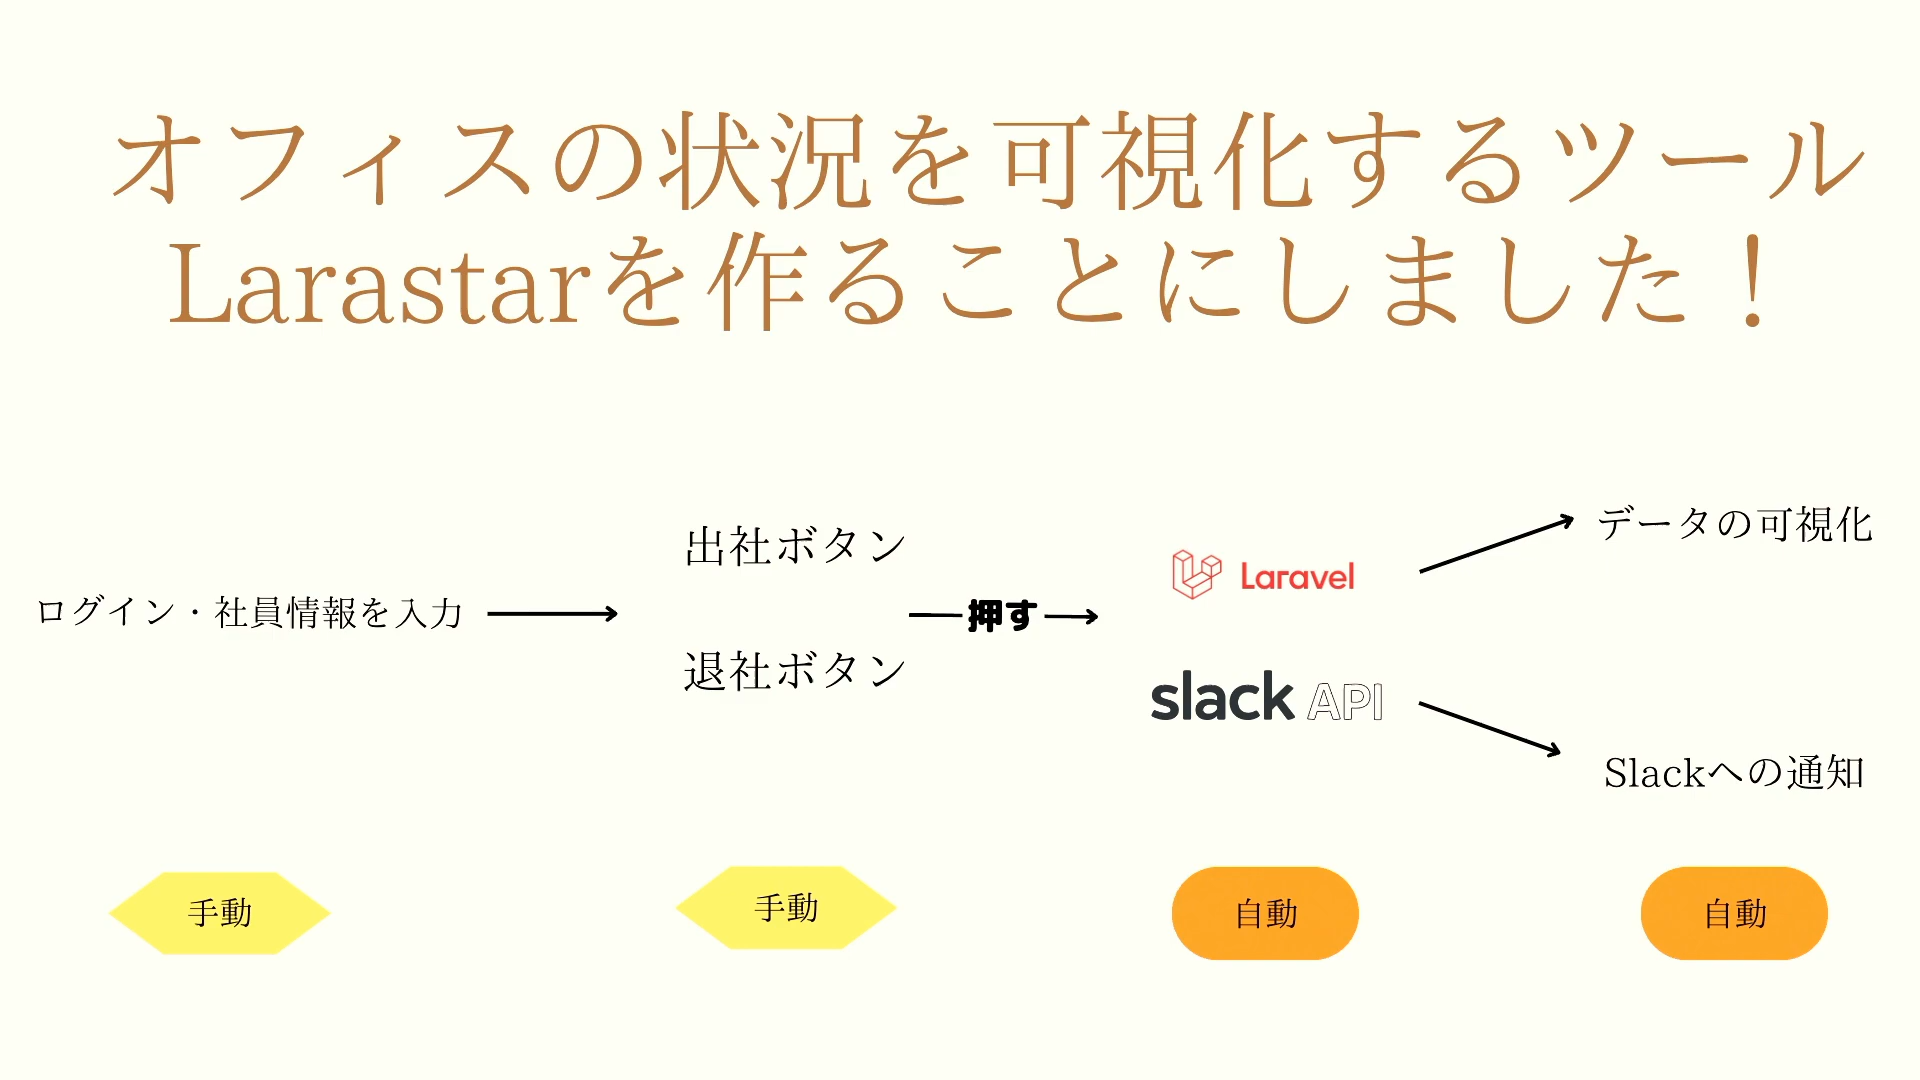 オフィスの状況を可視化するツール
Larastarを作ることにしました！
ログイン・社員情報を入力
出社ボタン
退社ボタン
押す
Laravel
slack API
データの可視化
Slackへの通知
手動
手動
自動
自動